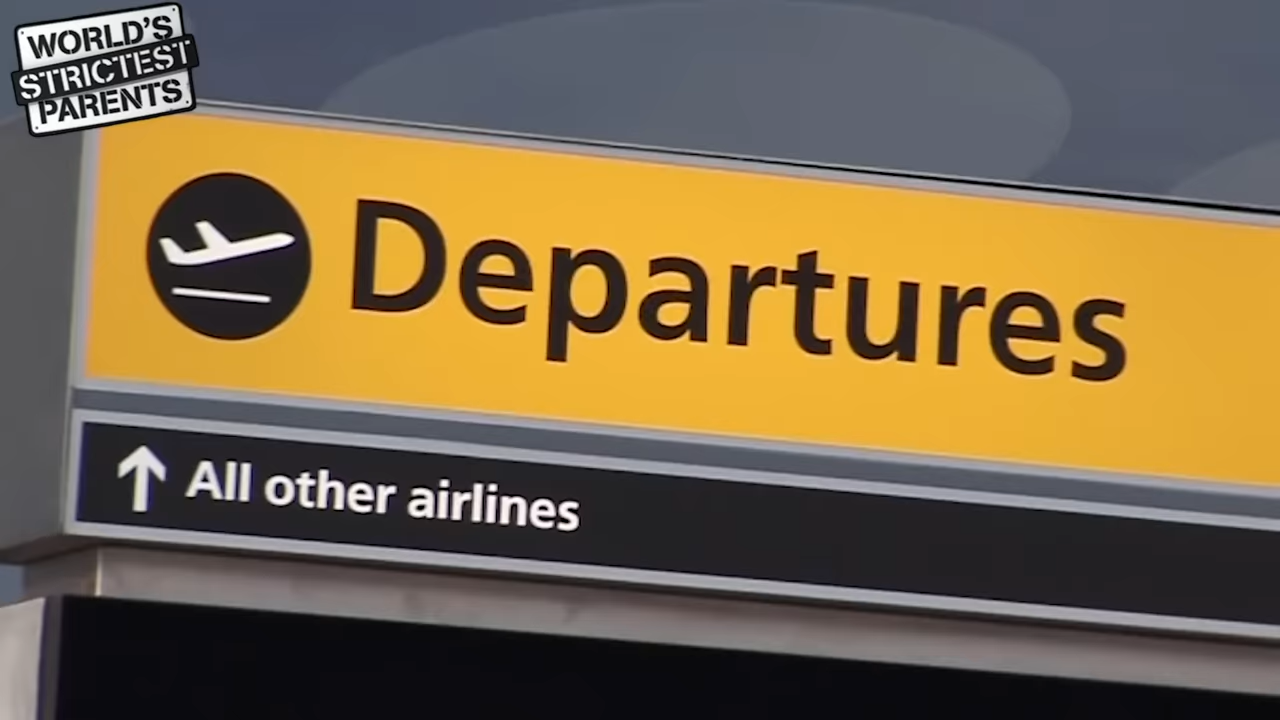 WORLD'S
STRICTEST
PARENTS
Departures
All other airlines